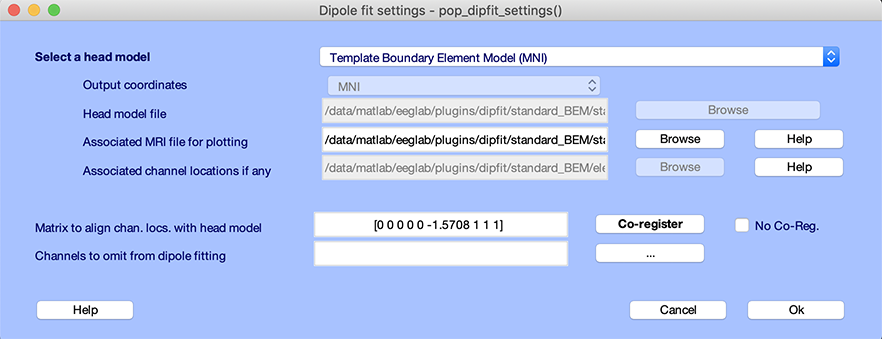 Dipole fit settings - pop_dipfit_settings()
Select a head model Template Boundary Element Model (MNI)
Output coordinates MNI
Head model file /data/matlab/eeglab/plugins/dipfit/standard_BEM/sta Browse
Associated MRI file for plotting /data/matlab/eeglab/plugins/dipfit/standard_BEM/sta Browse Help
Associated channel locations if any /data/matlab/eeglab/plugins/dipfit/standard_BEM/ele Browse Help
Matrix to align chan. locs. with head model [0 0 0 0 0 -1.5708 1 1 1] Co-register No Co-Reg.
Channels to omit from dipole fitting ...
Help Cancel Ok